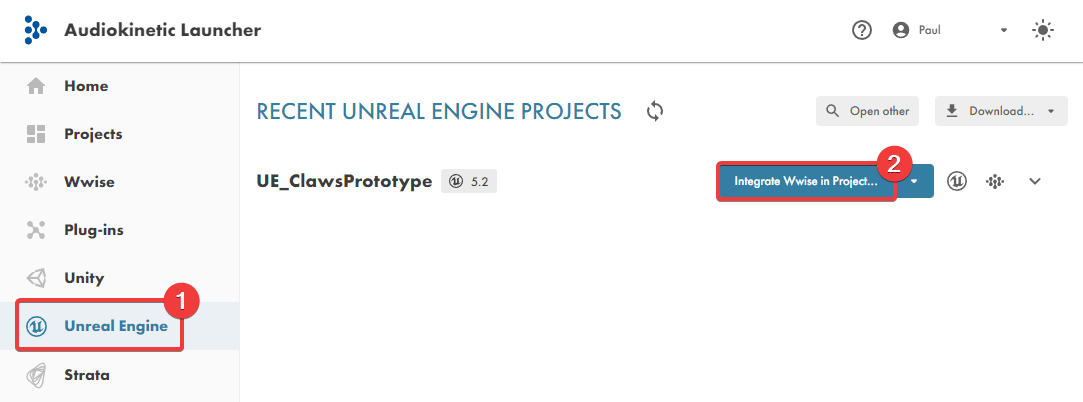 Audiokinetic Launcher
Paul
Home
Projects
Wwise
Plug-ins
Unity
1
Unreal Engine
Strata
RECENT UNREAL ENGINE PROJECTS
Open other
Download...
UE_ClawsPrototype
5.2
2
Integrate Wwise in Project...